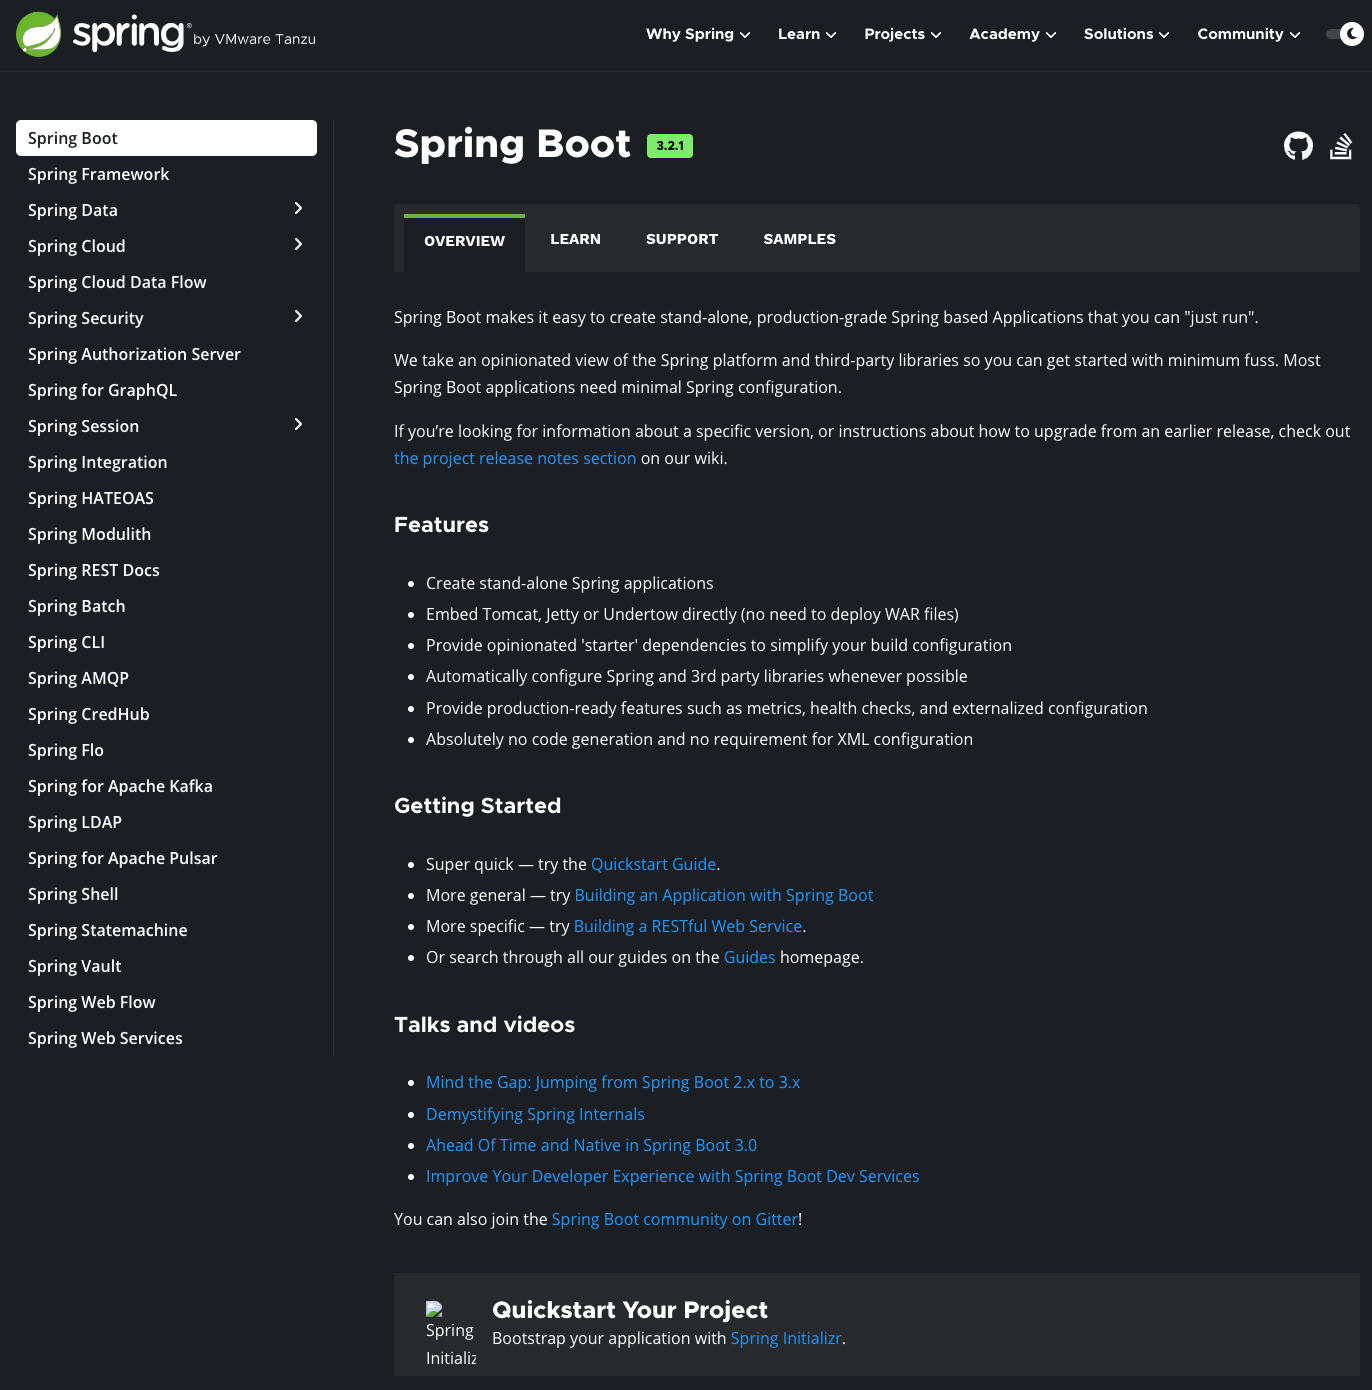 spring® by VMware Tanzu
Why Spring
Learn
Projects
Academy
Solutions
Community
Spring Boot
Spring Framework
Spring Data
Spring Cloud
Spring Cloud Data Flow
Spring Security
Spring Authorization Server
Spring for GraphQL
Spring Session
Spring Integration
Spring HATEOAS
Spring Modulith
Spring REST Docs
Spring Batch
Spring CLI
Spring AMQP
Spring CredHub
Spring Flo
Spring for Apache Kafka
Spring LDAP
Spring for Apache Pulsar
Spring Shell
Spring Statemachine
Spring Vault
Spring Web Flow
Spring Web Services
Spring Boot 3.2.1
OVERVIEW
LEARN
SUPPORT
SAMPLES
Spring Boot makes it easy to create stand-alone, production-grade Spring based Applications that you can "just run".
We take an opinionated view of the Spring platform and third-party libraries so you can get started with minimum fuss. Most
Spring Boot applications need minimal Spring configuration.
If you’re looking for information about a specific version, or instructions about how to upgrade from an earlier release, check out
the project release notes section on our wiki.
Features
• Create stand-alone Spring applications
• Embed Tomcat, Jetty or Undertow directly (no need to deploy WAR files)
• Provide opinionated 'starter' dependencies to simplify your build configuration
• Automatically configure Spring and 3rd party libraries whenever possible
• Provide production-ready features such as metrics, health checks, and externalized configuration
• Absolutely no code generation and no requirement for XML configuration
Getting Started
• Super quick — try the Quickstart Guide.
• More general — try Building an Application with Spring Boot
• More specific — try Building a RESTful Web Service.
• Or search through all our guides on the Guides homepage.
Talks and videos
• Mind the Gap: Jumping from Spring Boot 2.x to 3.x
• Demystifying Spring Internals
• Ahead Of Time and Native in Spring Boot 3.0
• Improve Your Developer Experience with Spring Boot Dev Services
You can also join the Spring Boot community on Gitter!
Spring
Initializ
Quickstart Your Project
Bootstrap your application with Spring Initializr.